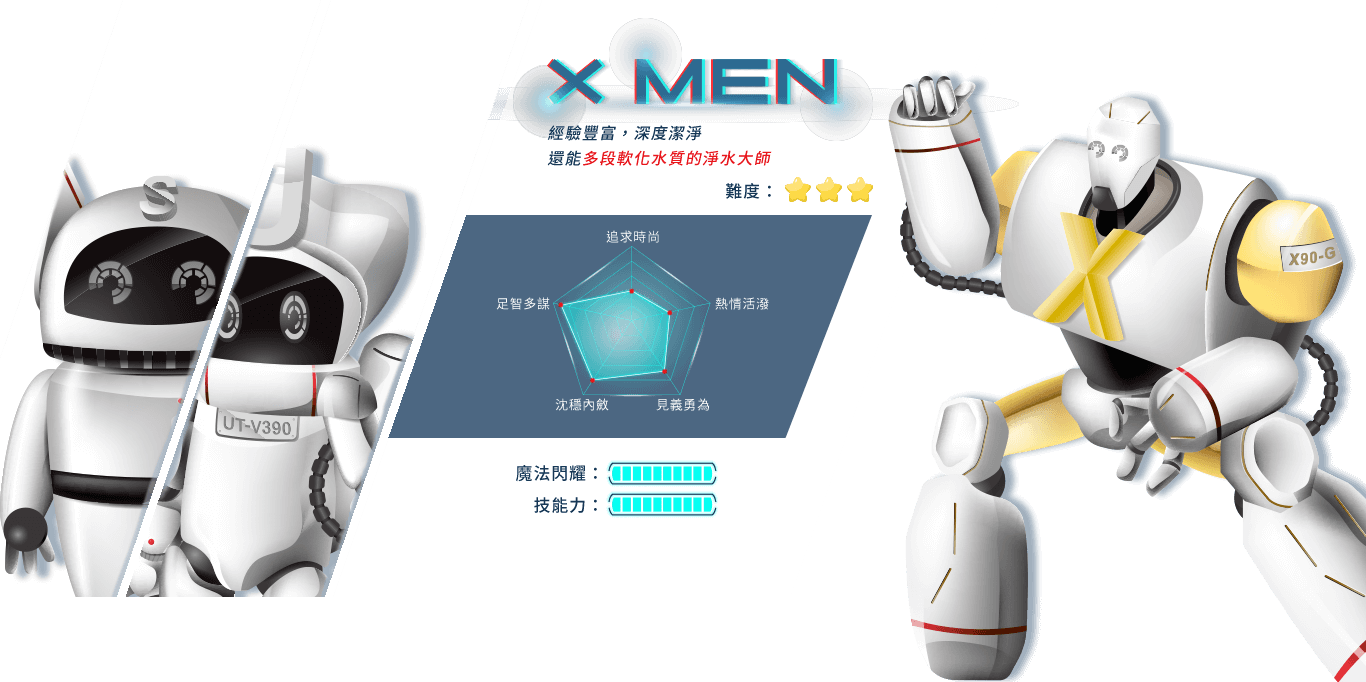 X MEN
經驗豐富，深度潔淨
還能多段軟化水質的淨水大師
難度：
追求時尚
足智多謀
熱情活潑
沈穩內斂
見義勇為
魔法閃耀：
技能力：
S
UT-V390
X
X90-G